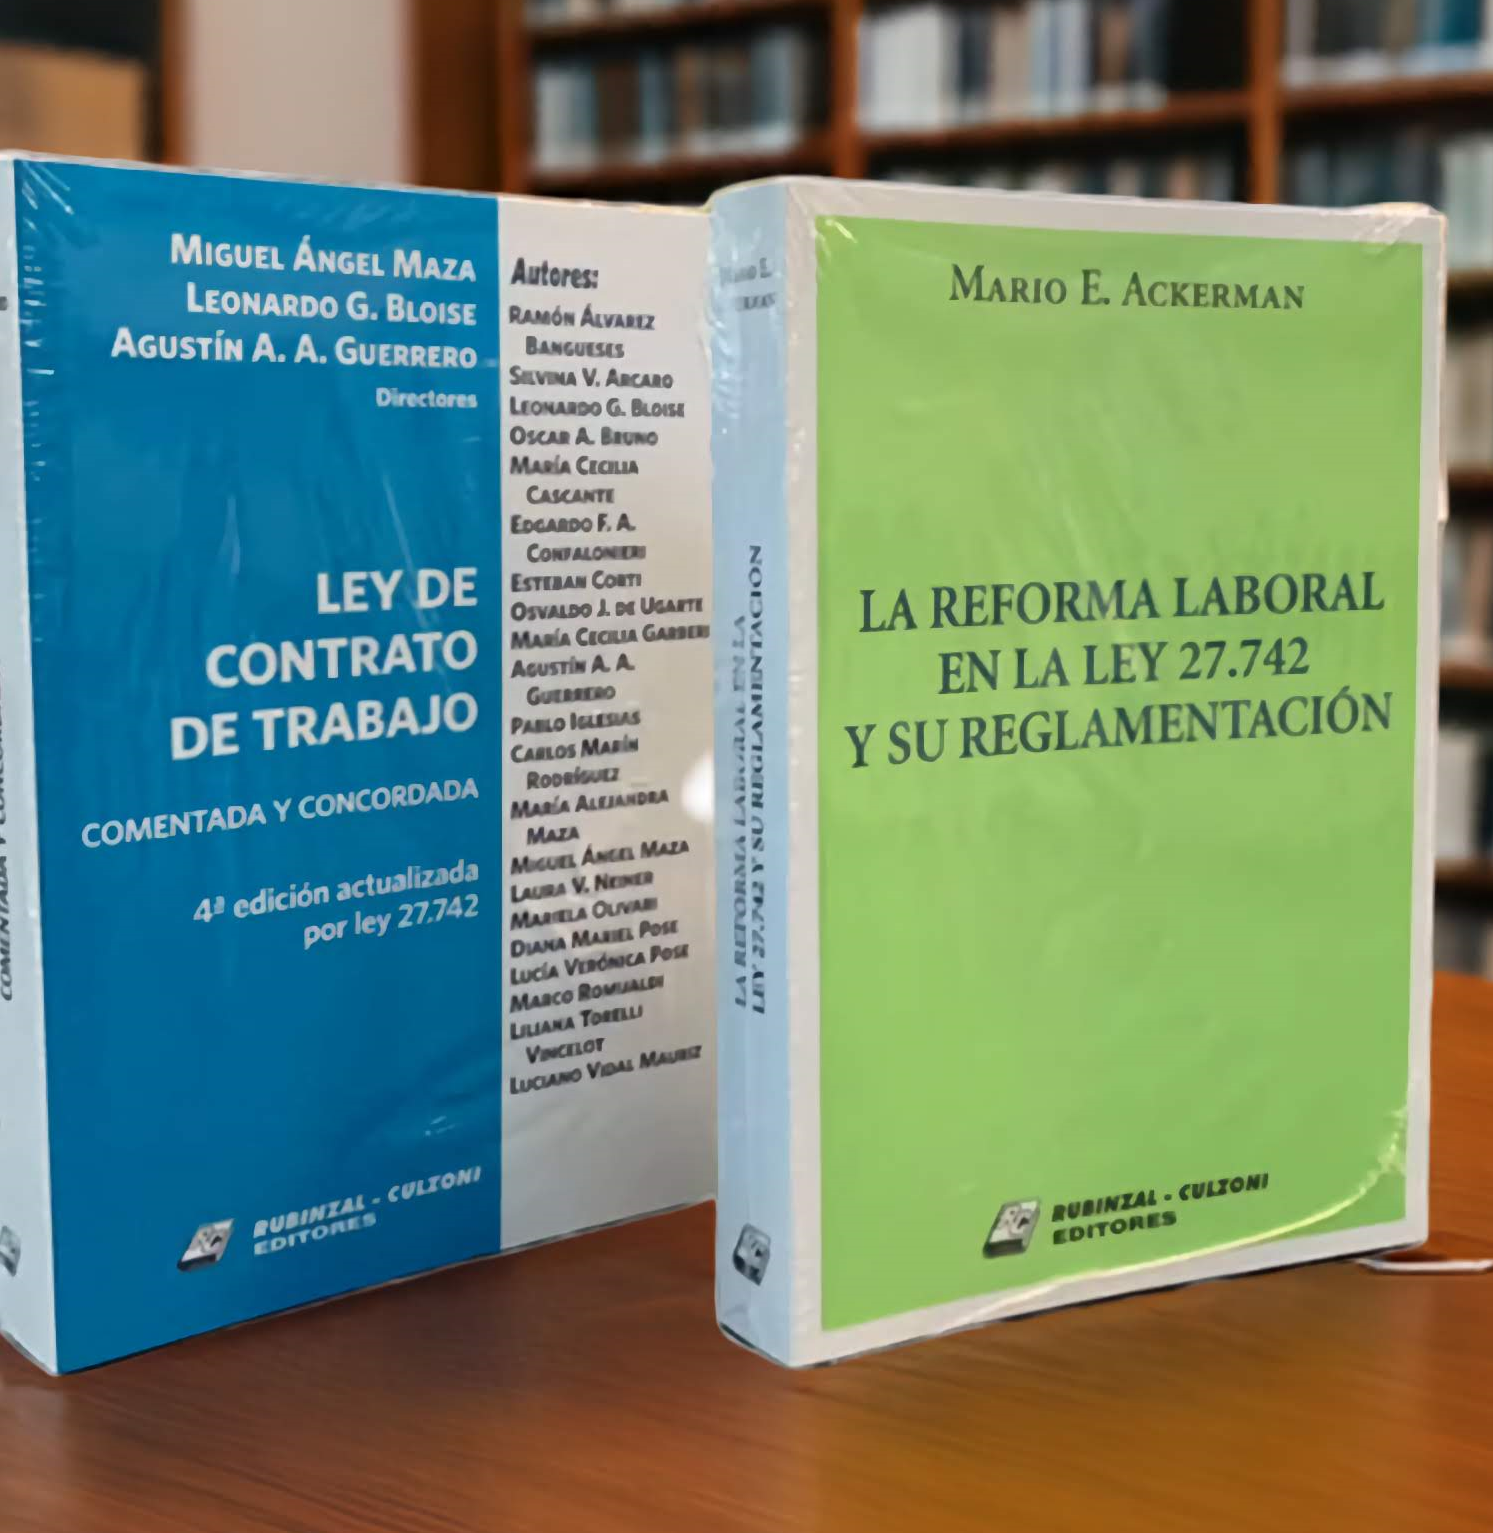 MIGUEL ÁNGEL MAZA
LEONARDO G. BLOISE
AGUSTÍN A. A. GUERRERO
Directores
LEY DE
CONTRATO
DE TRABAJO
COMENTADA Y CONCORDADA
4ª edición actualizada
por ley 27.742
RUBINZAL - CULZONI
EDITORES
Autores:
RAMÓN ÁLVAREZ
BANGUESES
SILVINA V. ARCARO
LEONARDO G. BLOISE
OSCAR A. BRUNO
MARÍA CECILIA
CASCANTE
EDGARDO F. A.
CONFALONIERI
ESTEBAN CORTI
OSVALDO J. DE UGARTE
MARÍA CECILIA GARBERI
AGUSTÍN A. A.
GUERRERO
PABLO IGLESIAS
CARLOS MARÍN
RODRÍGUEZ
MARÍA ALEJANDRA
MAZA
MIGUEL ÁNGEL MAZA
LAURA V. NEINER
MARIELA OLIVARI
DIANA MARIEL POSE
LUCÍA VERÓNICA POSE
MARCO ROMUALDI
LILIANA TORELLI
VINCELOT
LUCIANO VIDAL MAURIZ
LA REFORMA LABORAL EN LA
LEY 27.742 Y SU REGLAMENTACIÓN
MARIO E. ACKERMAN
LA REFORMA LABORAL
EN LA LEY 27.742
Y SU REGLAMENTACIÓN
RUBINZAL - CULZONI
EDITORES